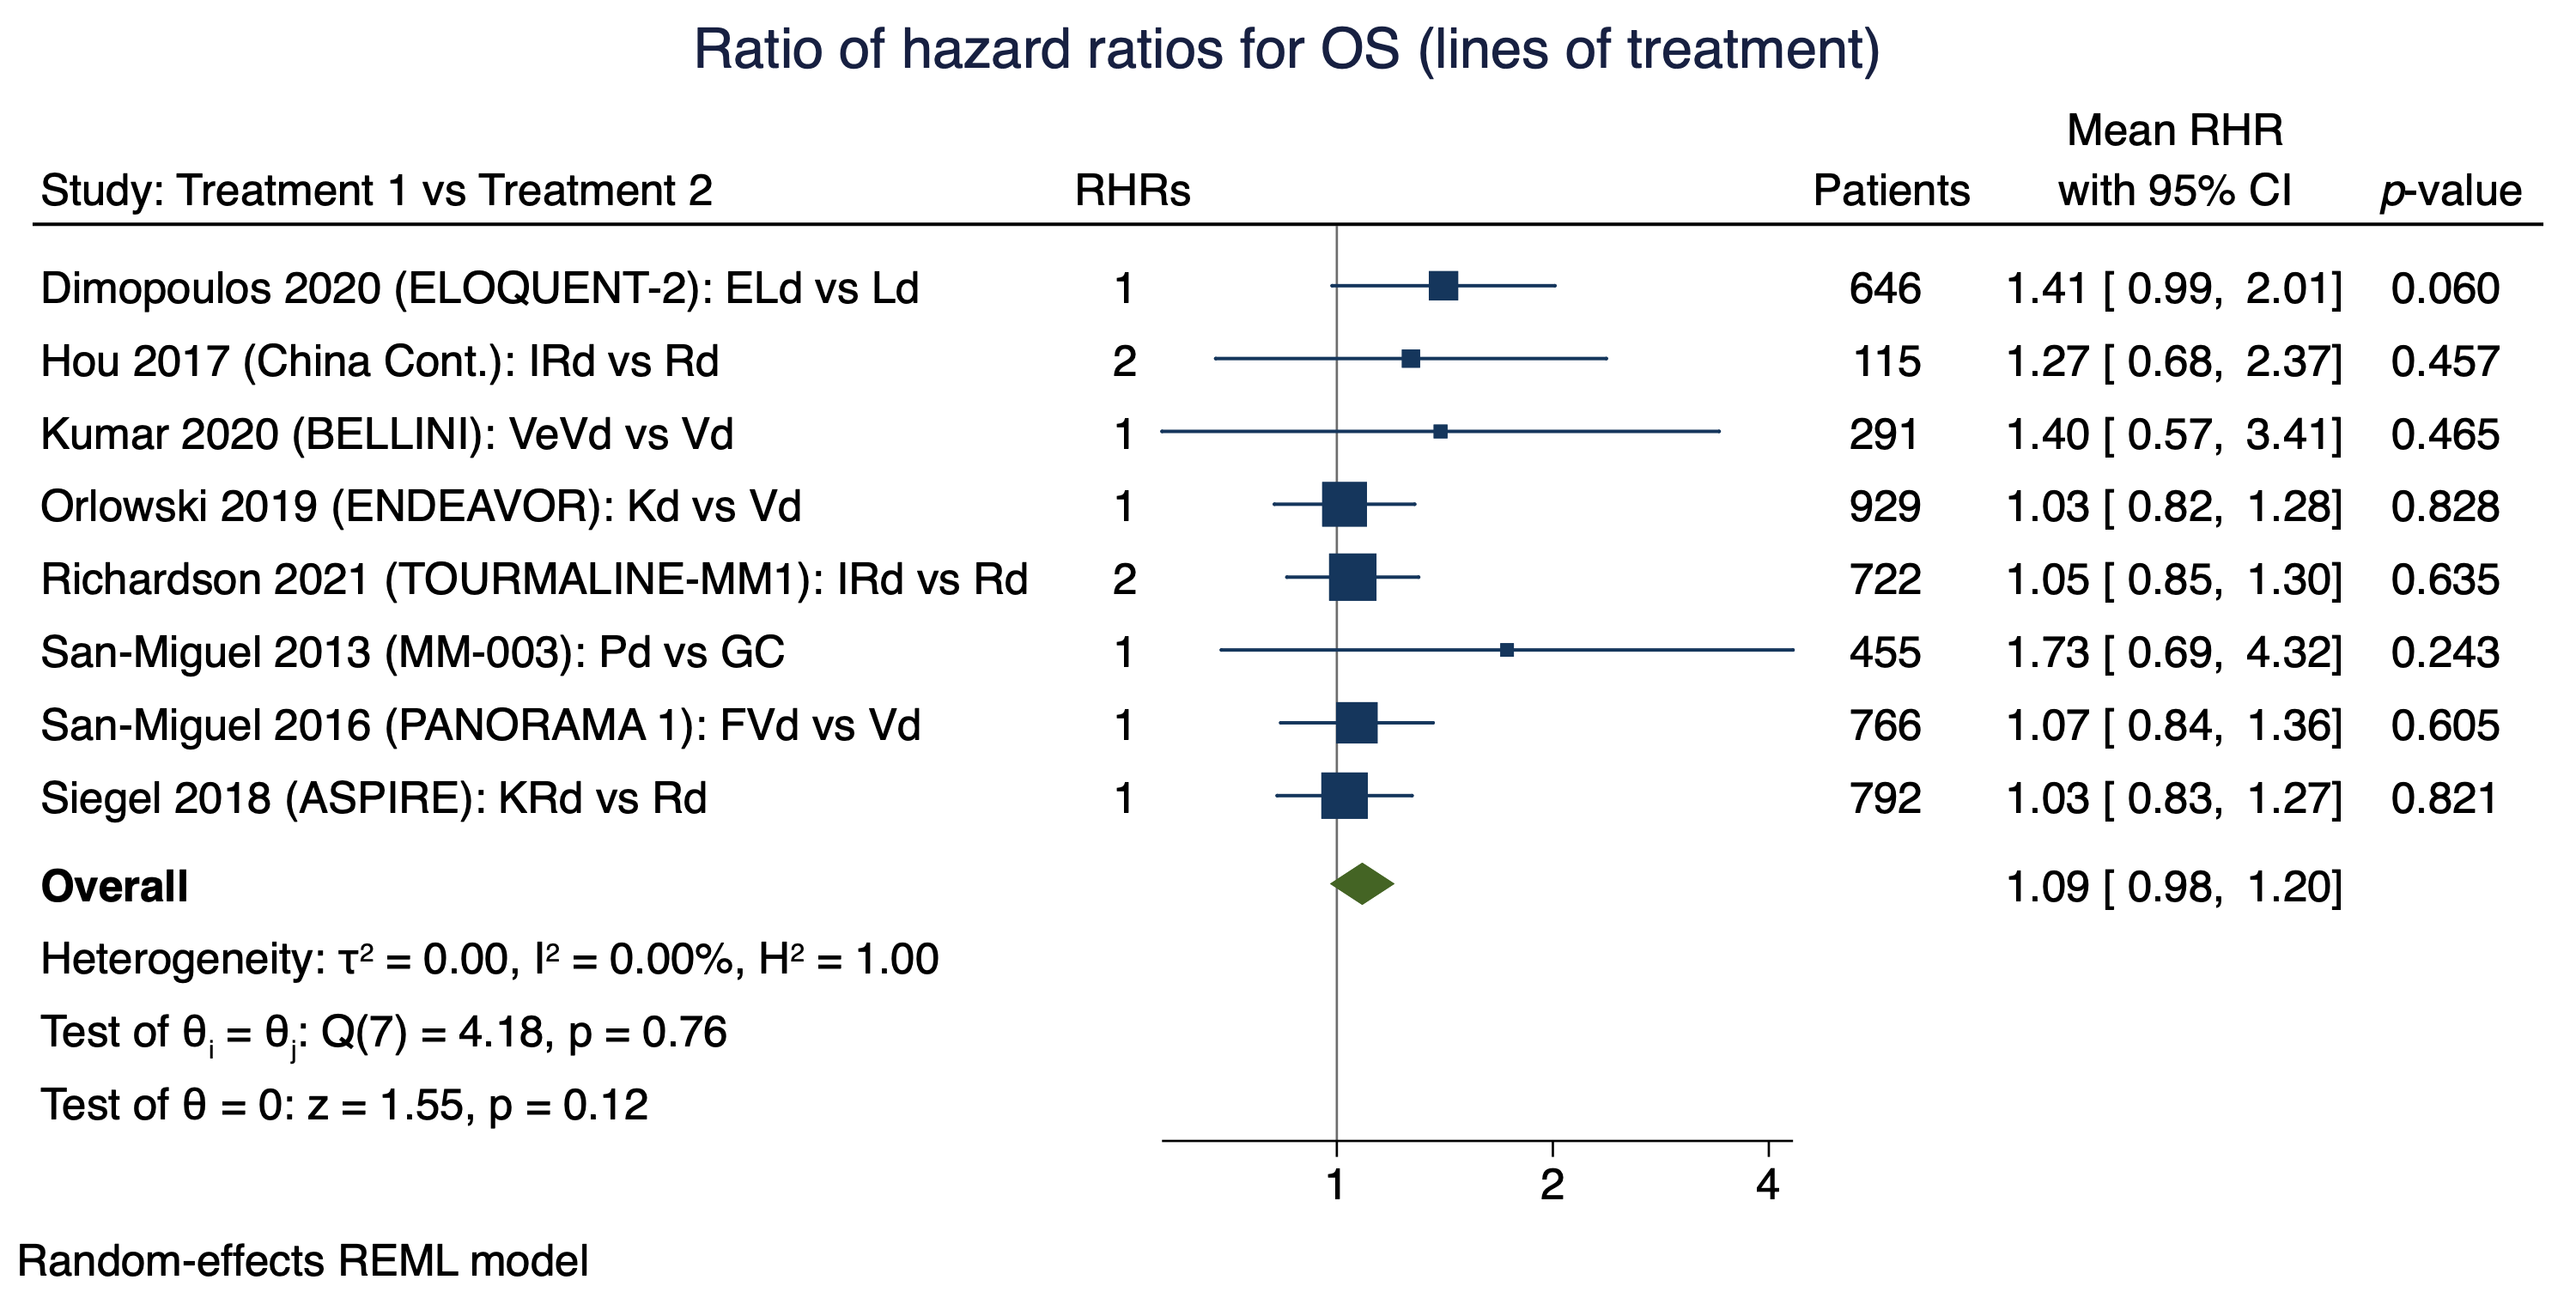 Ratio of hazard ratios for OS (lines of treatment)
Mean RHR
Study: Treatment 1 vs Treatment 2 RHRs Patients with 95% CI p-value
Dimopoulos 2020 (ELOQUENT-2): ELd vs Ld 1 646 1.41 [ 0.99, 2.01] 0.060
Hou 2017 (China Cont.): IRd vs Rd 2 115 1.27 [ 0.68, 2.37] 0.457
Kumar 2020 (BELLINI): VeVd vs Vd 1 291 1.40 [ 0.57, 3.41] 0.465
Orlowski 2019 (ENDEAVOR): Kd vs Vd 1 929 1.03 [ 0.82, 1.28] 0.828
Richardson 2021 (TOURMALINE-MM1): IRd vs Rd 2 722 1.05 [ 0.85, 1.30] 0.635
San-Miguel 2013 (MM-003): Pd vs GC 1 455 1.73 [ 0.69, 4.32] 0.243
San-Miguel 2016 (PANORAMA 1): FVd vs Vd 1 766 1.07 [ 0.84, 1.36] 0.605
Siegel 2018 (ASPIRE): KRd vs Rd 1 792 1.03 [ 0.83, 1.27] 0.821
Overall 1.09 [ 0.98, 1.20]
Heterogeneity: τ² = 0.00, I² = 0.00%, H² = 1.00
Test of θᵢ = θⱼ: Q(7) = 4.18, p = 0.76
Test of θ = 0: z = 1.55, p = 0.12
1 2 4
Random-effects REML model